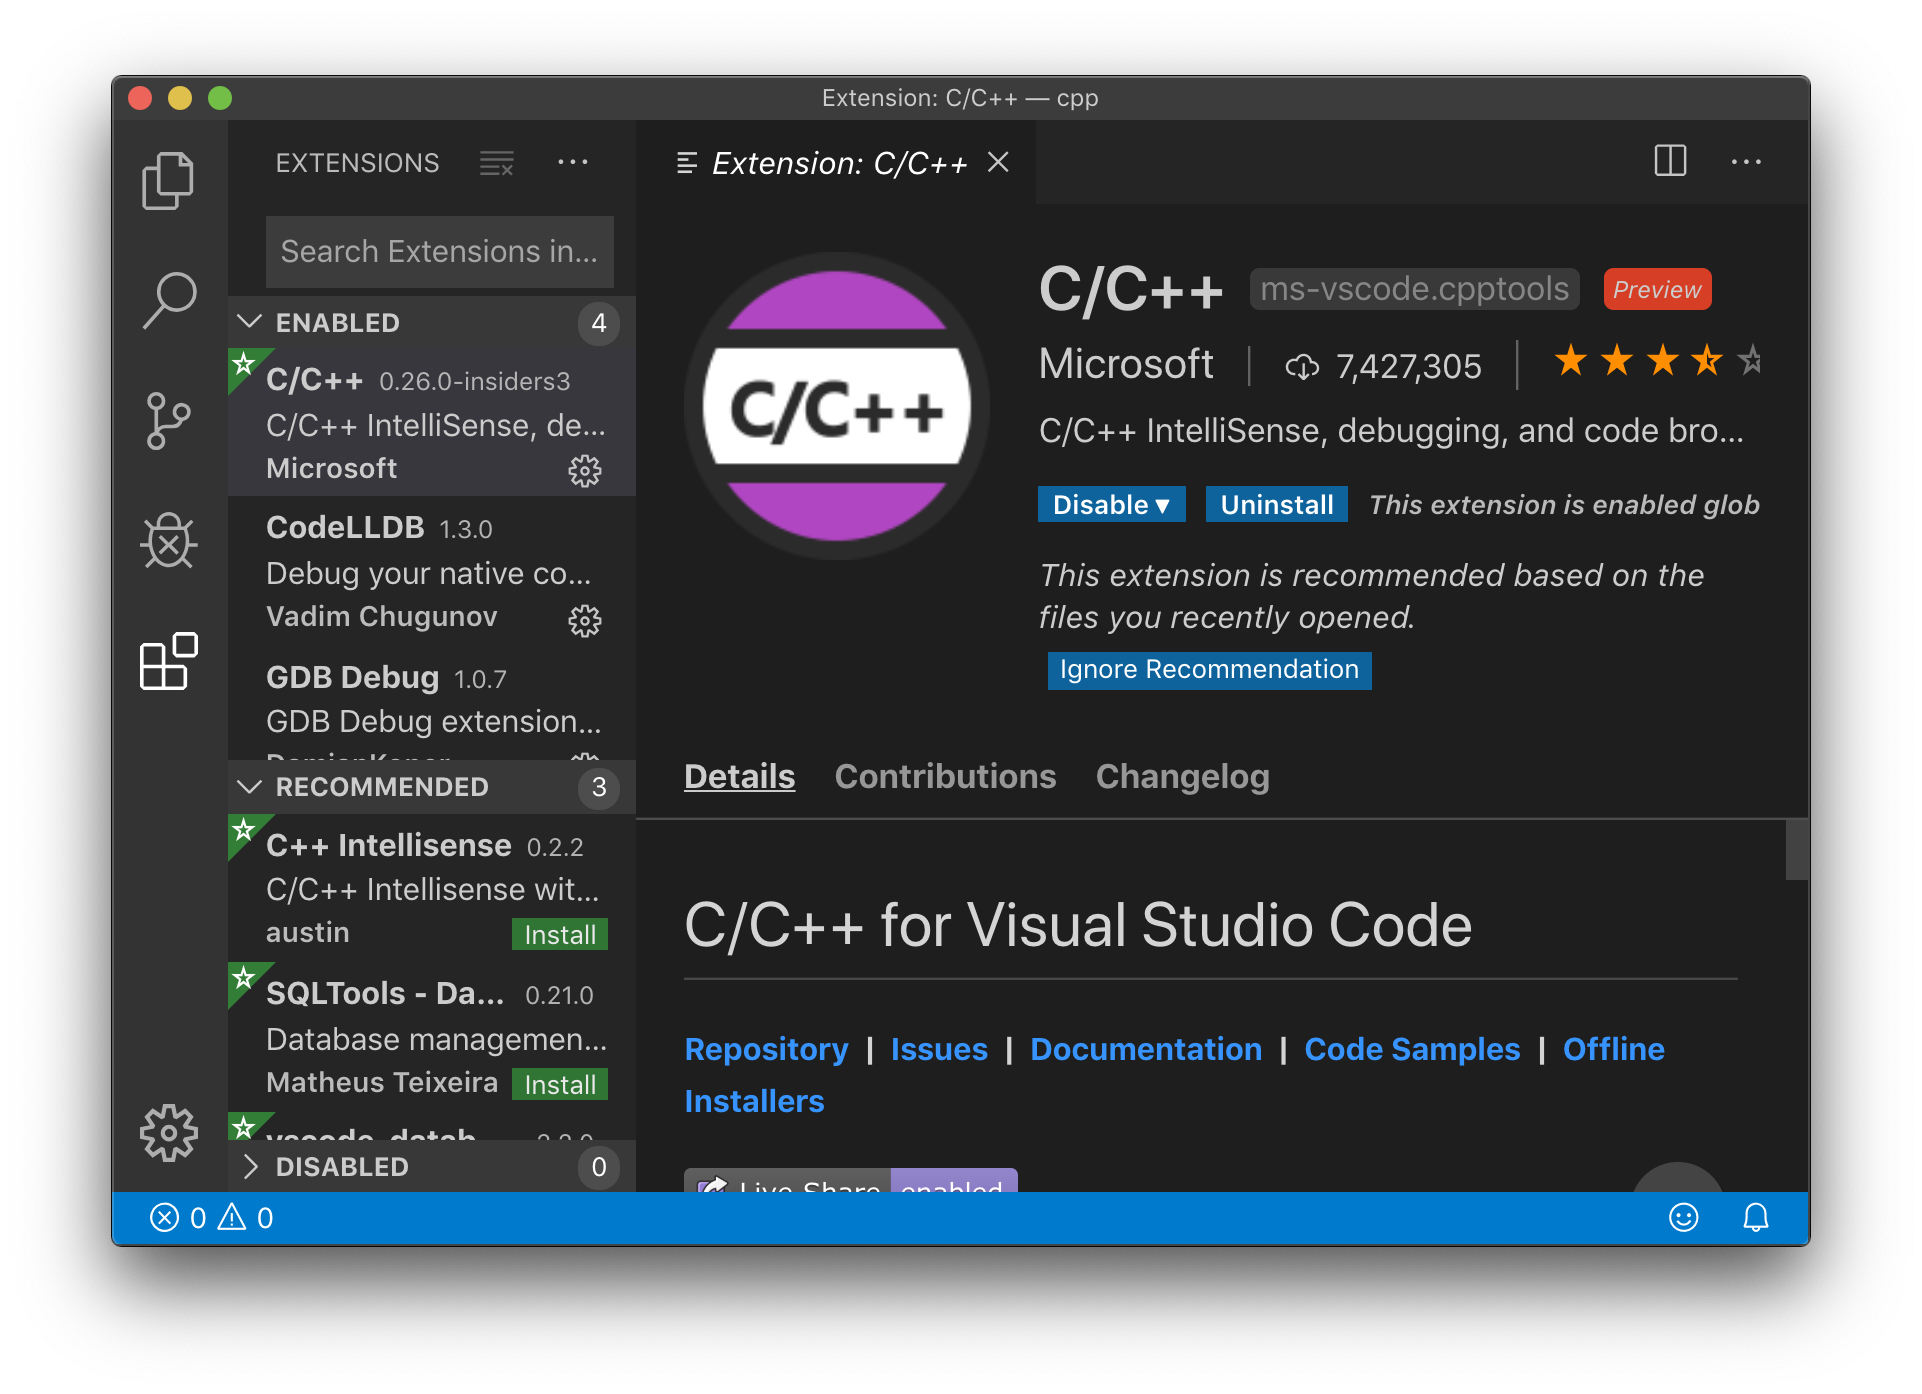 Extension: C/C++ — cpp
EXTENSIONS
Search Extensions in...
ENABLED 4
C/C++ 0.26.0-insiders3
C/C++ IntelliSense, de...
Microsoft
CodeLLDB 1.3.0
Debug your native co...
Vadim Chugunov
GDB Debug 1.0.7
GDB Debug extension...
RECOMMENDED 3
C++ Intellisense 0.2.2
C/C++ Intellisense wit...
austin Install
SQLTools - Da... 0.21.0
Database managemen...
Matheus Teixeira Install
DISABLED 0
Extension: C/C++
C/C++
C/C++ ms-vscode.cpptools Preview
Microsoft | 7,427,305 |
C/C++ IntelliSense, debugging, and code bro...
Disable ▾ Uninstall This extension is enabled glob
This extension is recommended based on the
files you recently opened.
Ignore Recommendation
Details Contributions Changelog
C/C++ for Visual Studio Code
Repository | Issues | Documentation | Code Samples | Offline
Installers
Live Share enabled
0 0